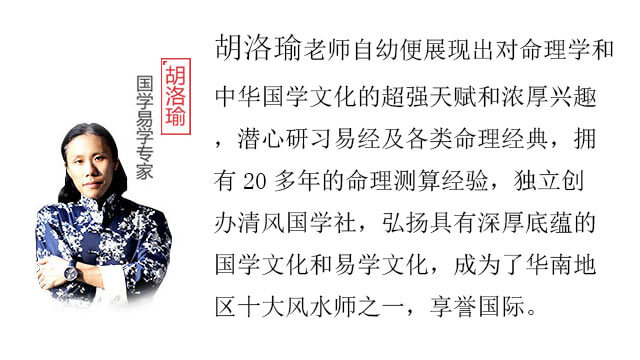 胡洛瑜
国学易学专家
胡洛瑜老师自幼便展现出对命理学和
中华国学文化的超强天赋和浓厚兴趣
，潜心研习易经及各类命理经典，拥
有 20 多年的命理测算经验，独立创
办清风国学社，弘扬具有深厚底蕴的
国学文化和易学文化，成为了华南地
区十大风水师之一，享誉国际。